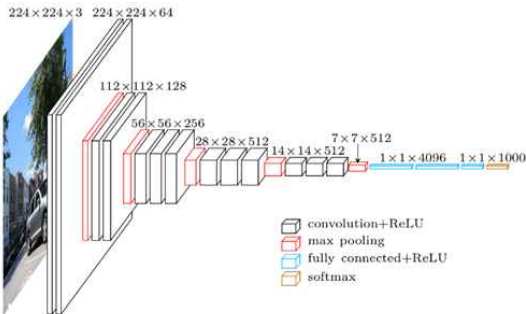 224×224×3
224×224×64
112×112×128
56×56×256
28×28×512
14×14×512
7×7×512
1×1×4096
1×1×1000
convolution+ReLU
max pooling
fully connected+ReLU
softmax